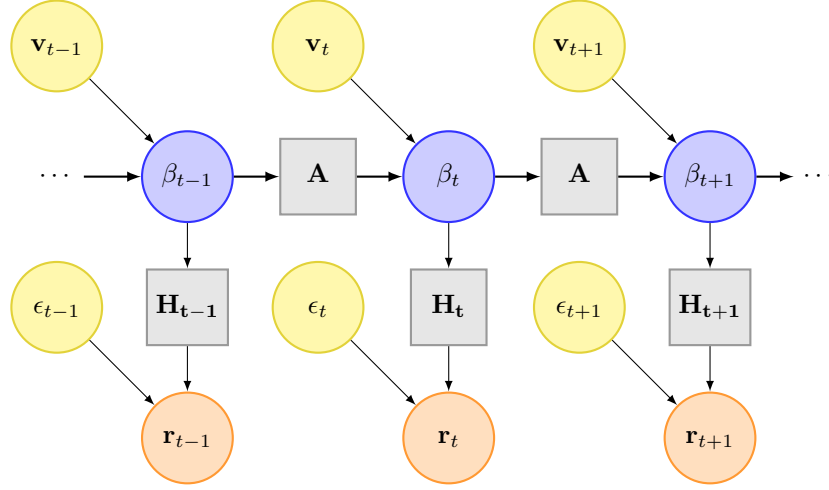 v_{t−1} v_t v_{t+1}
⋯ β_{t−1} A β_t A β_{t+1} ⋯
ϵ_{t−1} H_{t−1} ϵ_t H_t ϵ_{t+1} H_{t+1}
r_{t−1} r_t r_{t+1}